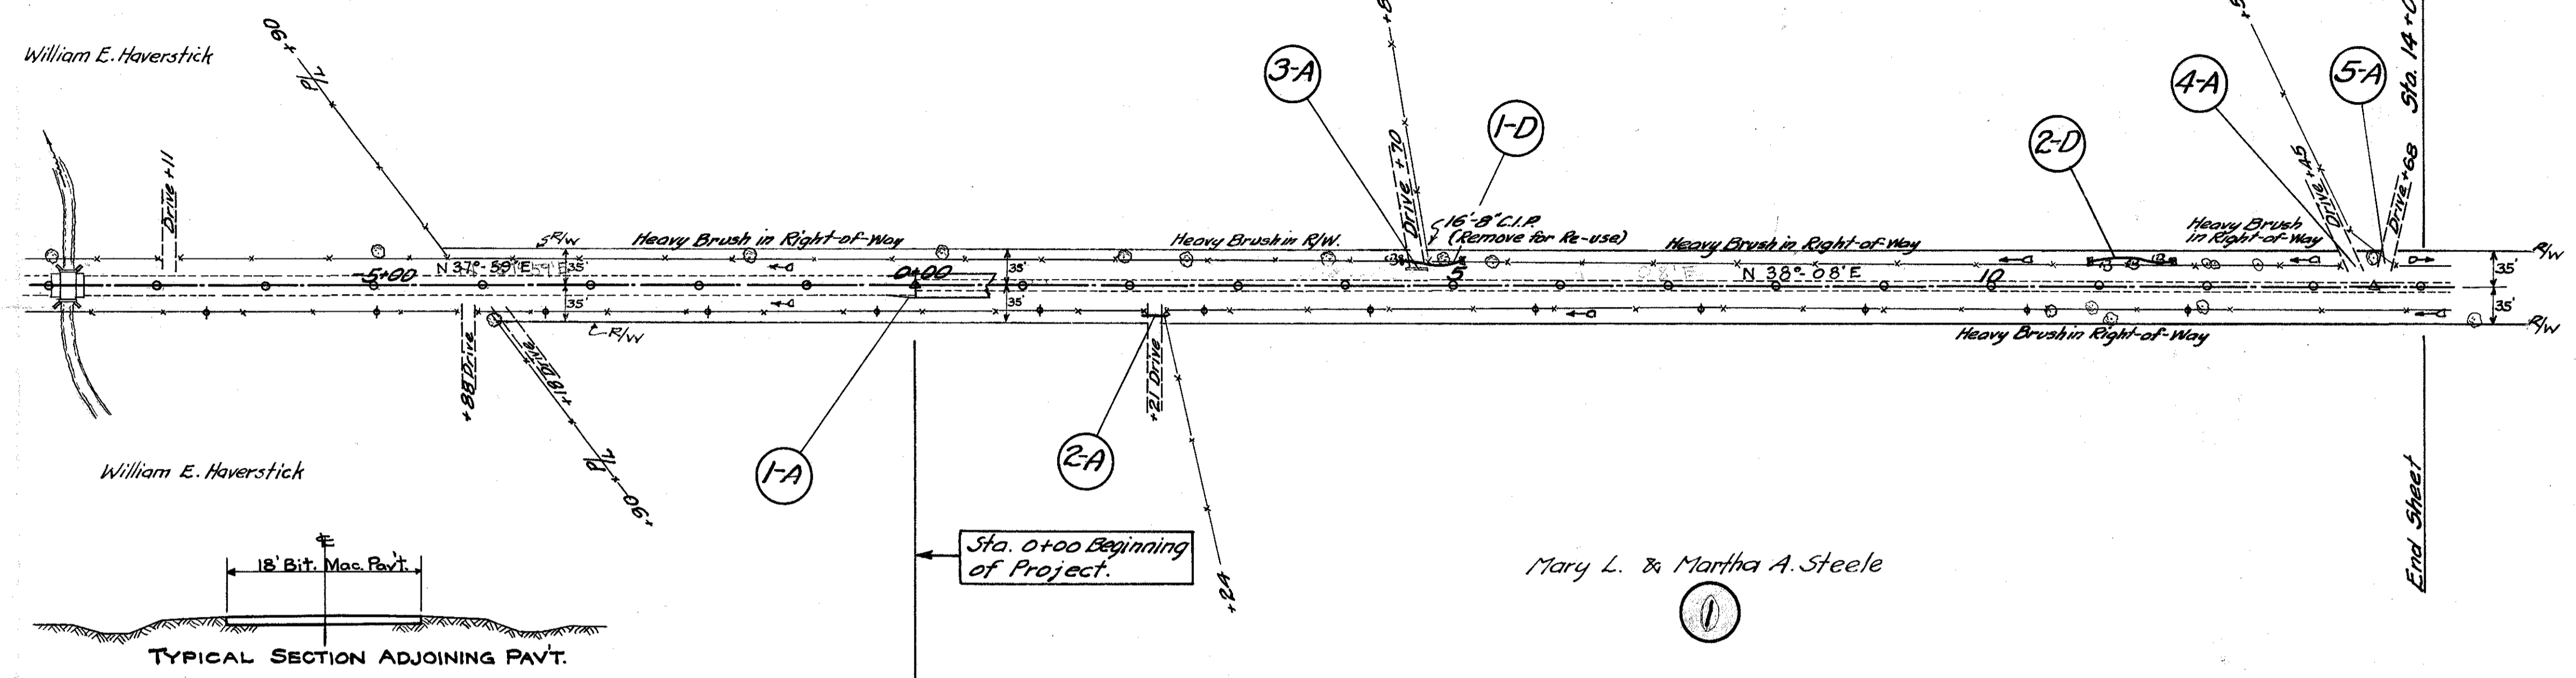 William E. Haverstick
+90
P/L
Drive +11
R/W
Heavy Brush in Right-of-Way
Heavy Brush in R/W.
3-A
Drive +70
1-D
16'-8" C.I.P.
(Remove for Re-use)
Heavy Brush in Right-of-Way
2-D
4-A
5-A
Sta. 14+0
Drive +45
Drive +68
Heavy Brush
in Right-of-Way
R/W
-5+00
N 37°-59' E
35'
0+00
35'
5
N 38°-08' E
10
35'
35'
35'
35'
R/W
R/W
Heavy Brush in Right-of-Way
+88 Drive
+18 Drive
P/L
+90
1-A
2-A
+21 Drive
+24
William E. Haverstick
Sta. 0+00 Beginning
of Project.
Mary L. & Martha A. Steele
1
End Sheet
18' Bit. Mac. Pav't.
TYPICAL SECTION ADJOINING PAV'T.